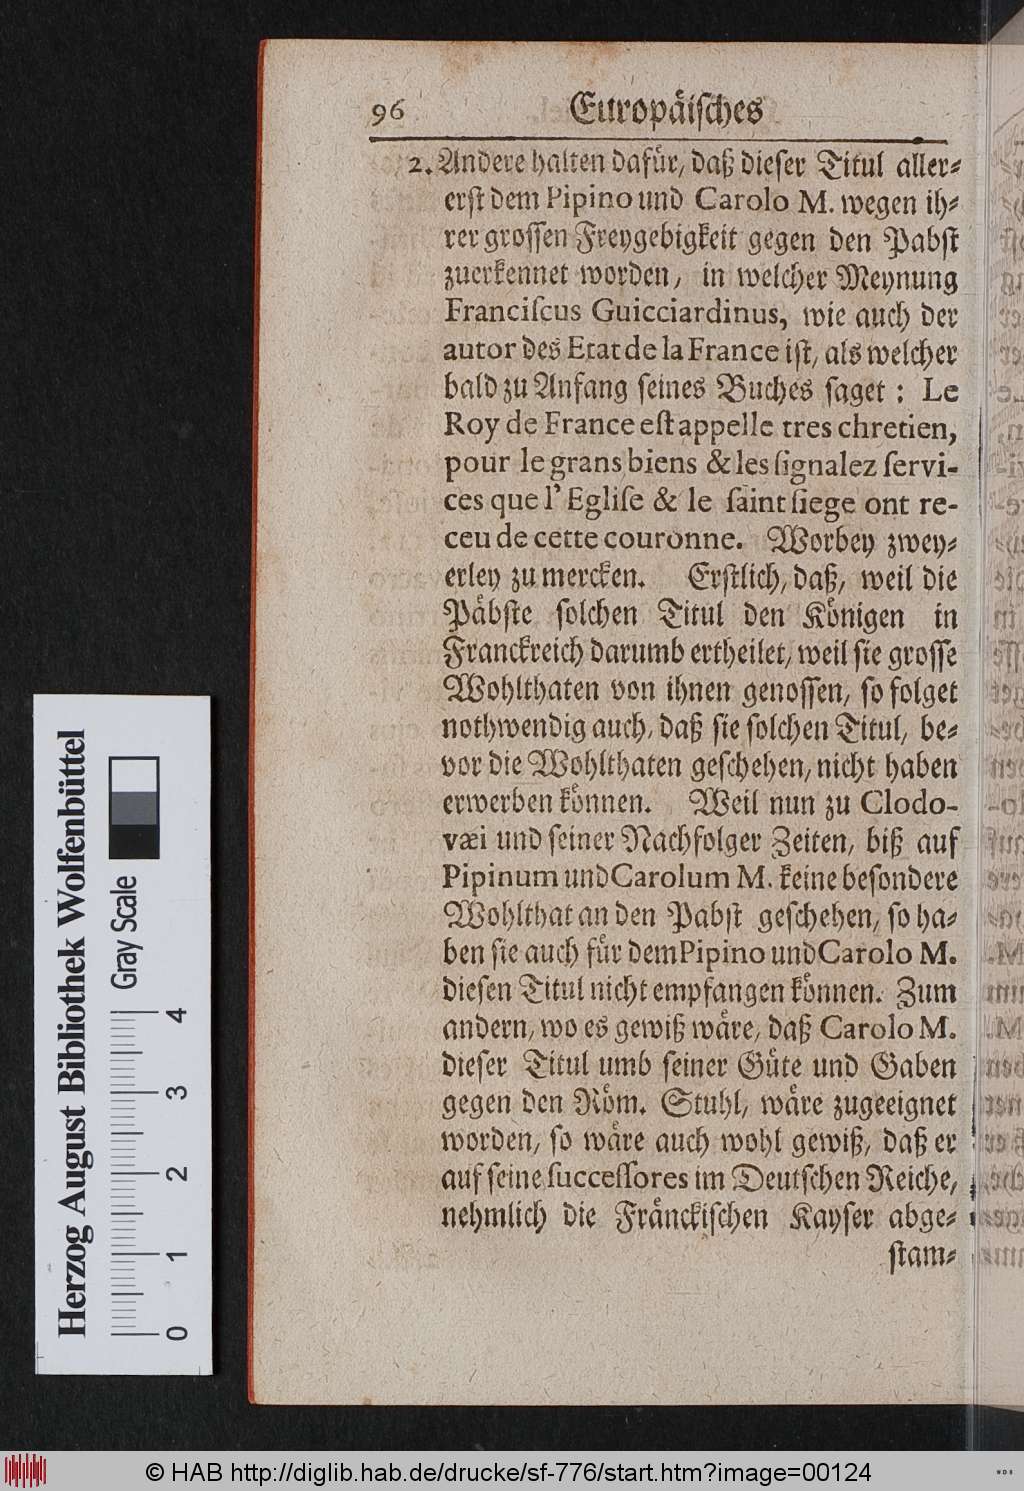 96 Europäiſches
2. Andere halten dafür, daß dieſer Titul aller-
erſt dem Pipino und Carolo M. wegen ih-
rer groſſen Freygebigkeit gegen den Pabſt
zuerkennet worden, in welcher Meynung
Franciſcus Guicciardinus, wie auch der
autor des Etat de la France iſt, als welcher
bald zu Anfang ſeines Buches ſaget: Le
Roy de France eſt appelle tres chretien,
pour le grans biens & les ſignalez ſervi-
ces que l' Egliſe & le ſaint ſiege ont re-
ceu de cette couronne. Worbey zwey-
erley zu mercken. Erſtlich, daß, weil die
Päbſte ſolchen Titul den Königen in
Franckreich darumb ertheilet, weil ſie groſſe
Wohlthaten von ihnen genoſſen, ſo folget
nothwendig auch, daß ſie ſolchen Titul, be-
vor die Wohlthaten geſchehen, nicht haben
erwerben können. Weil nun zu Clodo-
væi und ſeiner Nachfolger Zeiten, biß auf
Pipinum und Carolum M. keine beſondere
Wohlthat an den Pabſt geſchehen, ſo ha-
ben ſie auch für dem Pipino und Carolo M.
dieſen Titul nicht empfangen können. Zum
andern, wo es gewiß wäre, daß Carolo M.
dieſer Titul umb ſeiner Güte und Gaben
gegen den Röm. Stuhl, wäre zugeeignet
worden, ſo wäre auch wohl gewiß, daß er
auf ſeine ſucceſſores im Deutſchen Reiche,
nehmlich die Fränckiſchen Kayſer abge-
ſtam-
Herzog August Bibliothek Wolfenbüttel
Gray Scale
0 1 2 3 4
© HAB http://diglib.hab.de/drucke/sf-776/start.htm?image=00124